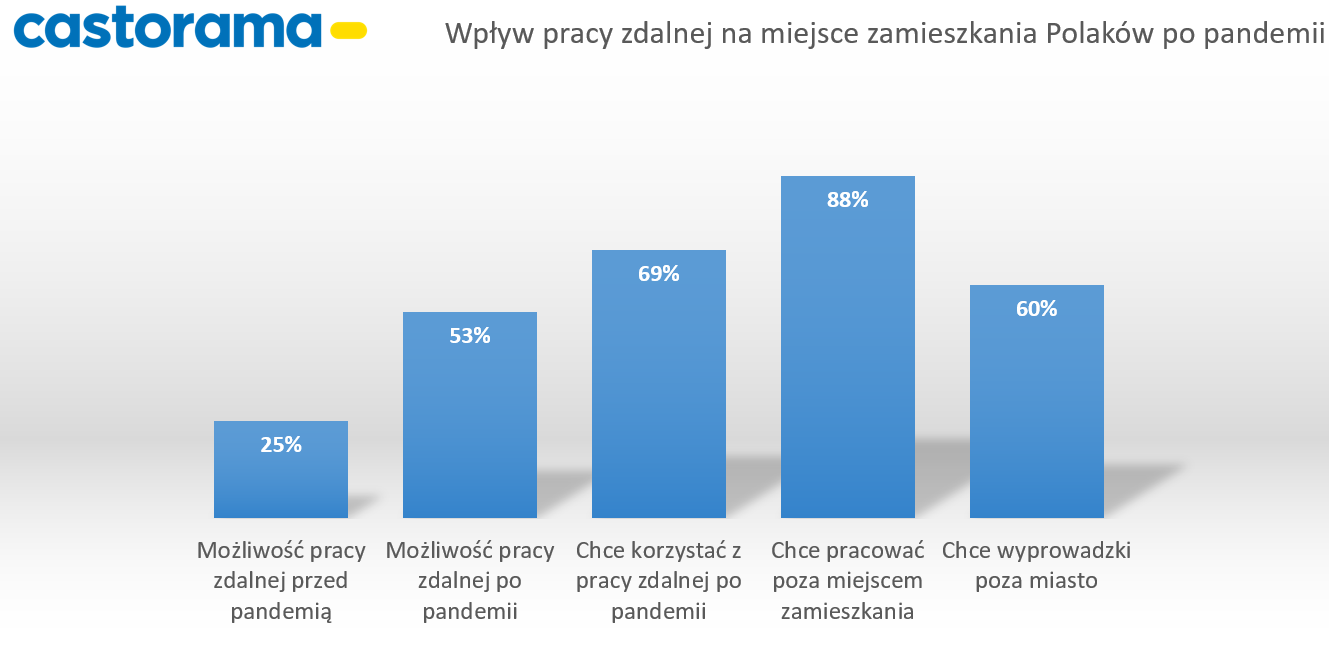 castorama
Wpływ pracy zdalnej na miejsce zamieszkania Polaków po pandemii
88%
69%
60%
53%
25%
Możliwość pracy
zdalnej przed
pandemią
Możliwość pracy
zdalnej po
pandemii
Chce korzystać z
pracy zdalnej po
pandemii
Chce pracować
poza miejscem
zamieszkania
Chce wyprowadzki
poza miasto